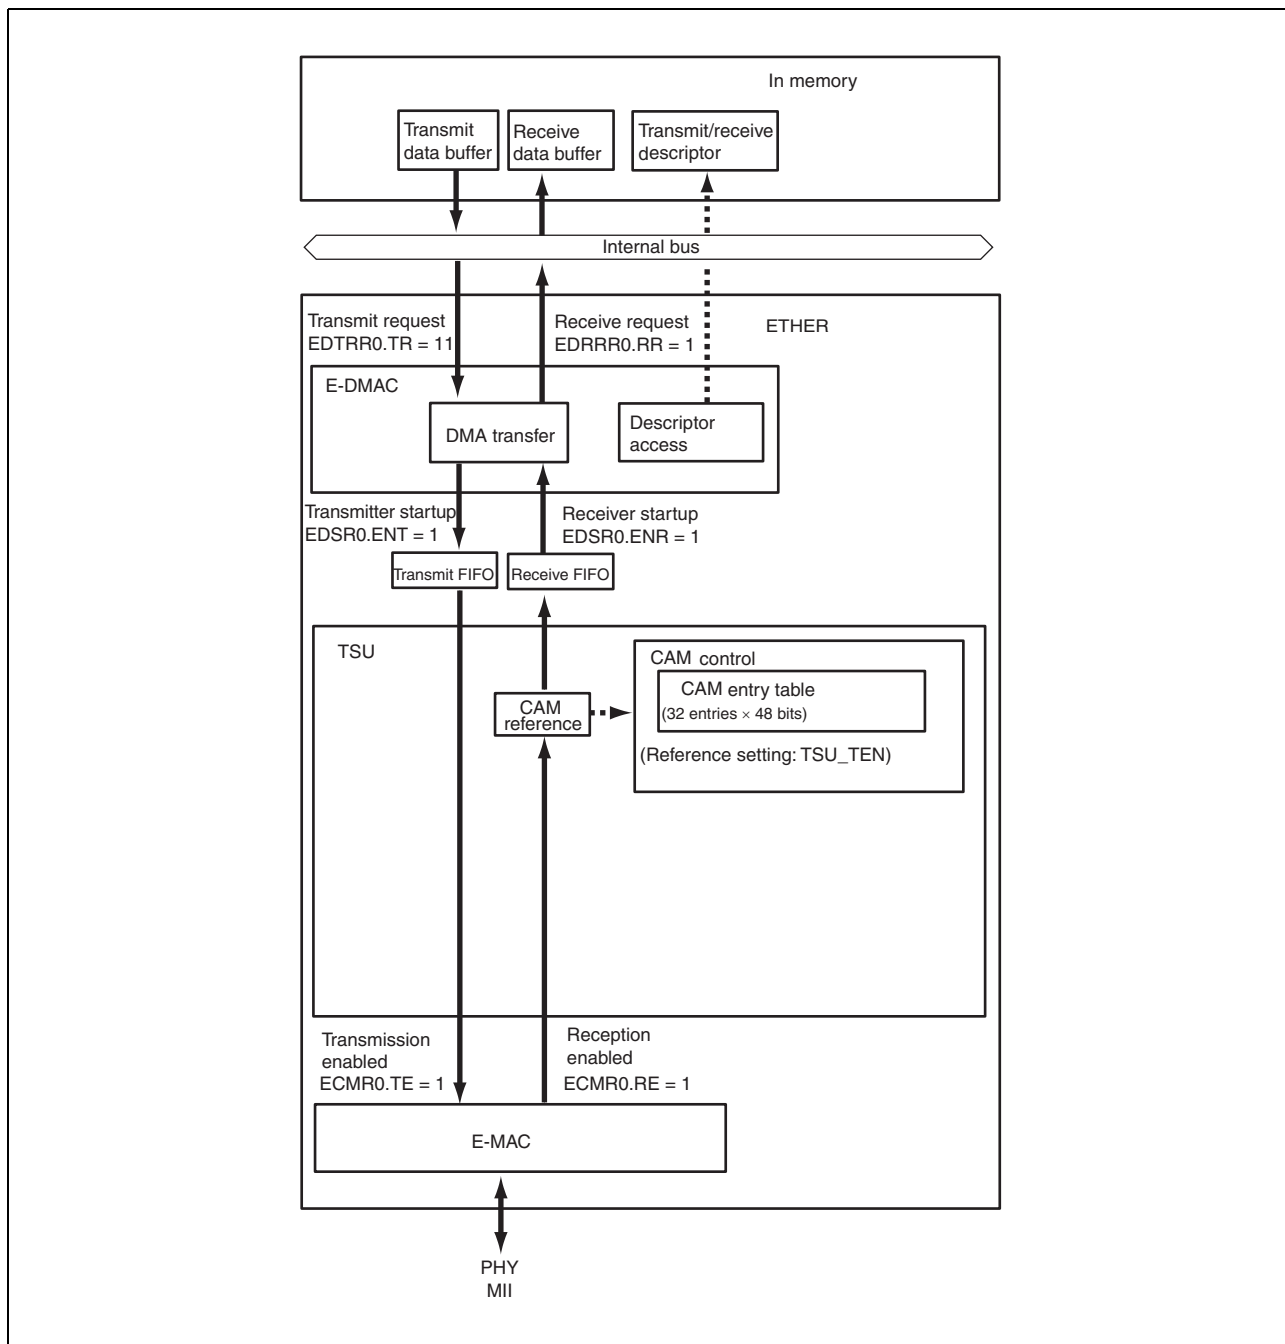 In memory
Transmit
data buffer
Receive
data buffer
Transmit/receive
descriptor
Internal bus
ETHER
Transmit request
EDTRR0.TR = 11
Receive request
EDRRR0.RR = 1
E-DMAC
DMA transfer
Descriptor
access
Transmitter startup
EDSR0.ENT = 1
Receiver startup
EDSR0.ENR = 1
Transmit FIFO
Receive FIFO
TSU
CAM control
CAM entry table
(32 entries × 48 bits)
CAM
reference
(Reference setting: TSU_TEN)
Transmission
enabled
ECMR0.TE = 1
Reception
enabled
ECMR0.RE = 1
E-MAC
PHY
MII